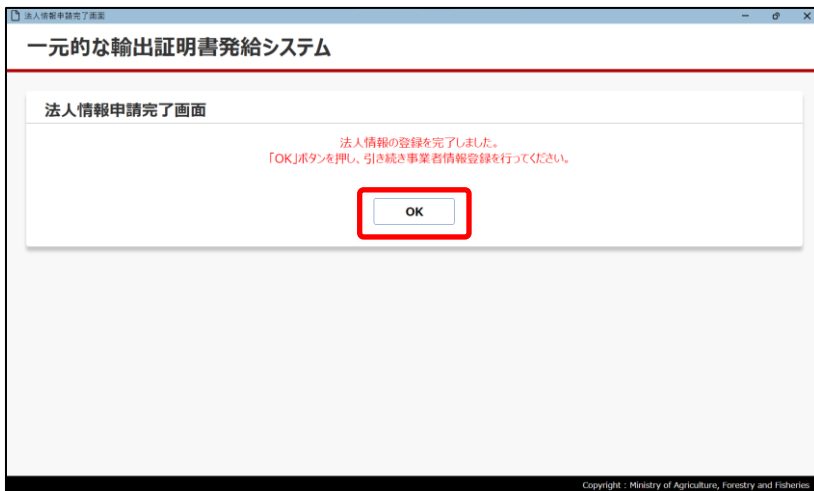 法人情報申請完了画面
一元的な輸出証明書発給システム
法人情報申請完了画面
法人情報の登録を完了しました。
「OK」ボタンを押し、引き続き事業者情報登録を行ってください。
OK
Copyright : Ministry of Agriculture, Forestry and Fisheries